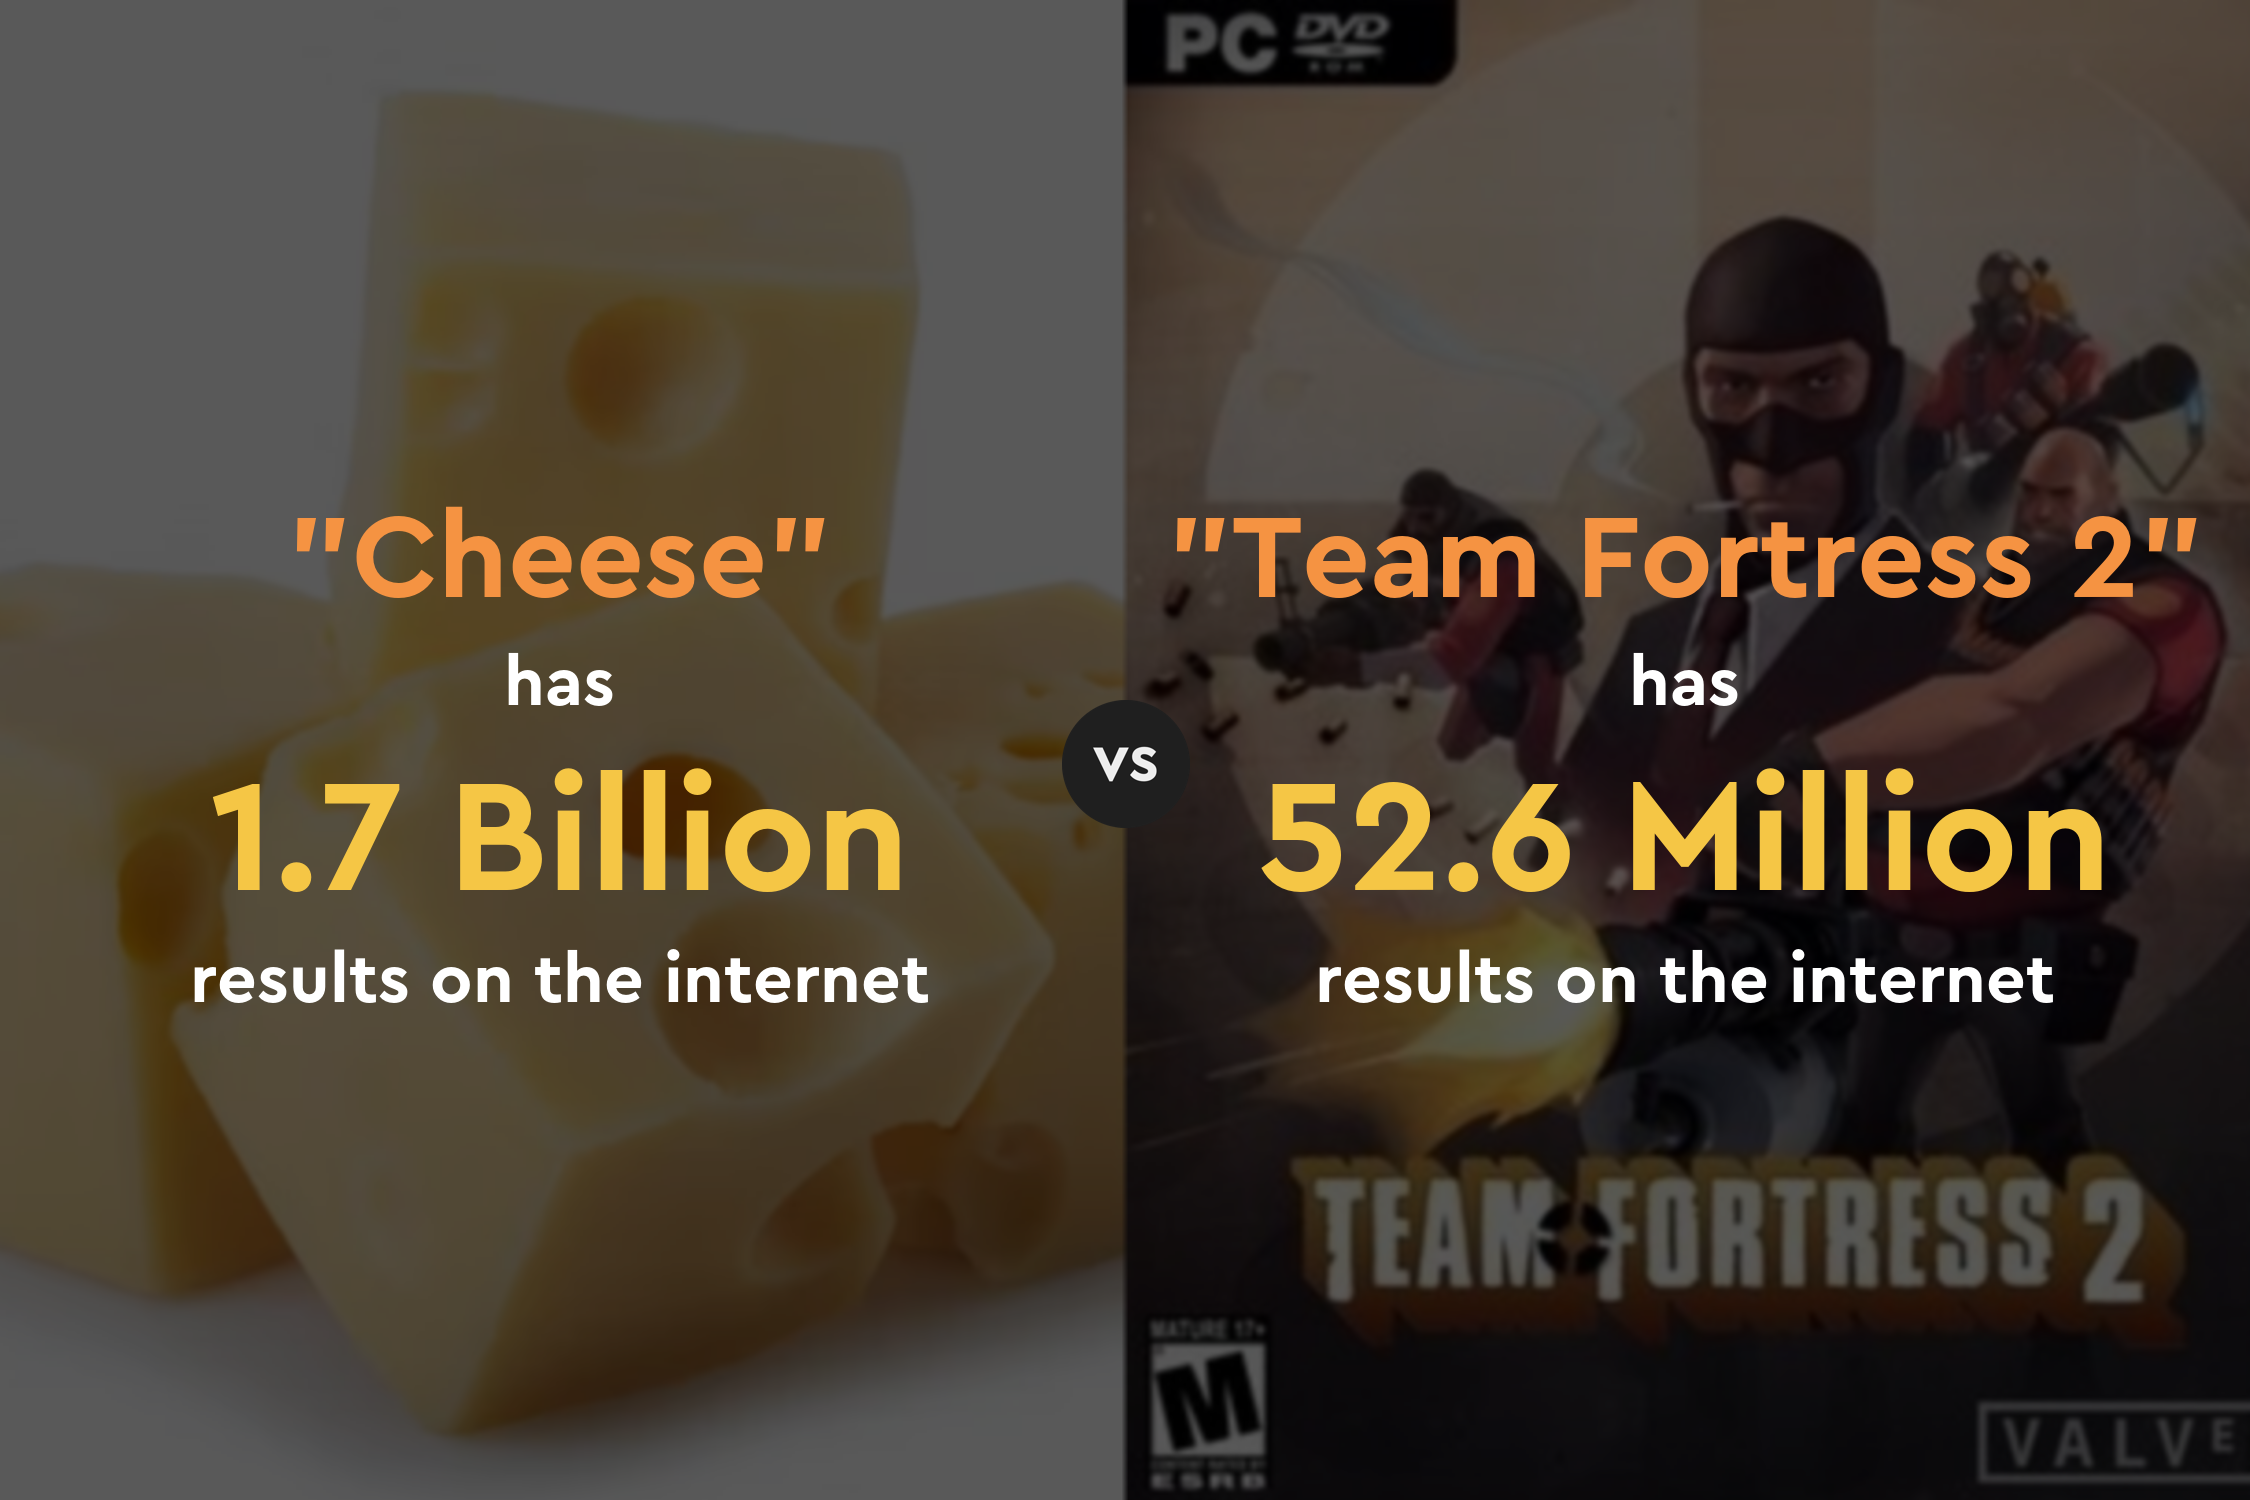 "Cheese"
has
1.7 Billion
results on the internet
vs
PC DVD
ROM
"Team Fortress 2"
has
52.6 Million
results on the internet
TEAM FORTRESS 2
MATURE 17+
M
ESRB
VALVE